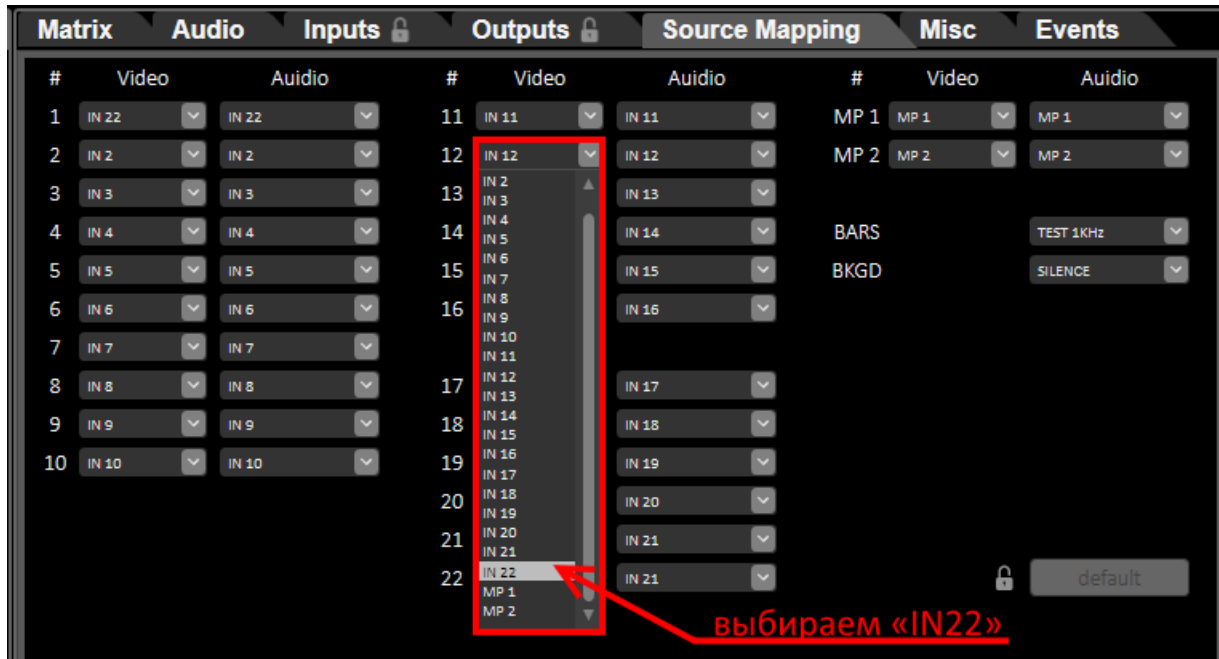 Matrix Audio Inputs Outputs Source Mapping Misc Events
# Video Auidio # Video Auidio # Video Auidio
1 IN 22 IN 22 11 IN 11 IN 11 MP 1 MP 1 MP 1
2 IN 2 IN 2 12 IN 12 IN 12 MP 2 MP 2 MP 2
IN 2
3 IN 3 IN 3 13 IN 3 IN 13
IN 4
4 IN 4 IN 4 14 IN 5 IN 14 BARS TEST 1KHz
IN 6
5 IN 5 IN 5 15 IN 7 IN 15 BKGD SILENCE
IN 8
6 IN 6 IN 6 16 IN 9 IN 16
IN 10
7 IN 7 IN 7 IN 11
IN 12
8 IN 8 IN 8 17 IN 13 IN 17
IN 14
9 IN 9 IN 9 18 IN 15 IN 18
IN 16
10 IN 10 IN 10 19 IN 17 IN 19
IN 18
20 IN 19 IN 20
IN 20
21 IN 21 IN 21
22 IN 22 IN 21 default
MP 1
MP 2
выбираем «IN22»